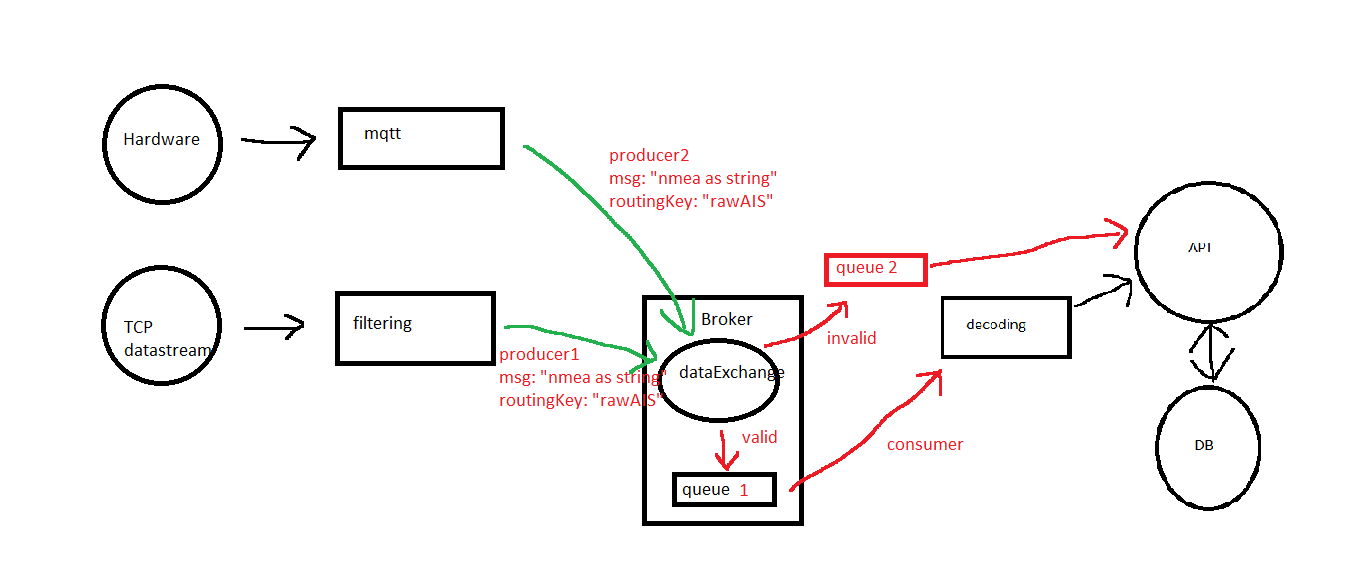 Hardware
mqtt
producer2
msg: "nmea as string"
routingKey: "rawAIS"
API
queue 2
TCP
datastream
filtering
Broker
decoding
invalid
producer1
msg: "nmea as string"
routingKey: "rawAIS"
dataExchange
valid
consumer
DB
queue 1